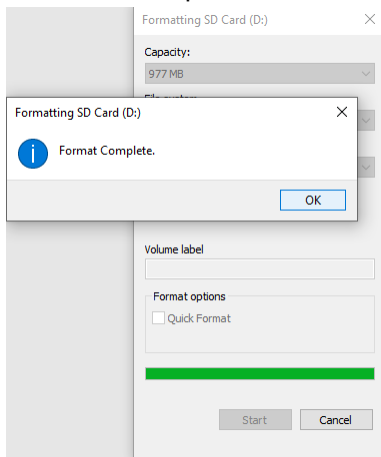 Formatting SD Card (D:)
Capacity:
977 MB
Formatting SD Card (D:)
Format Complete.
OK
Volume label
Format options
Quick Format
Start Cancel